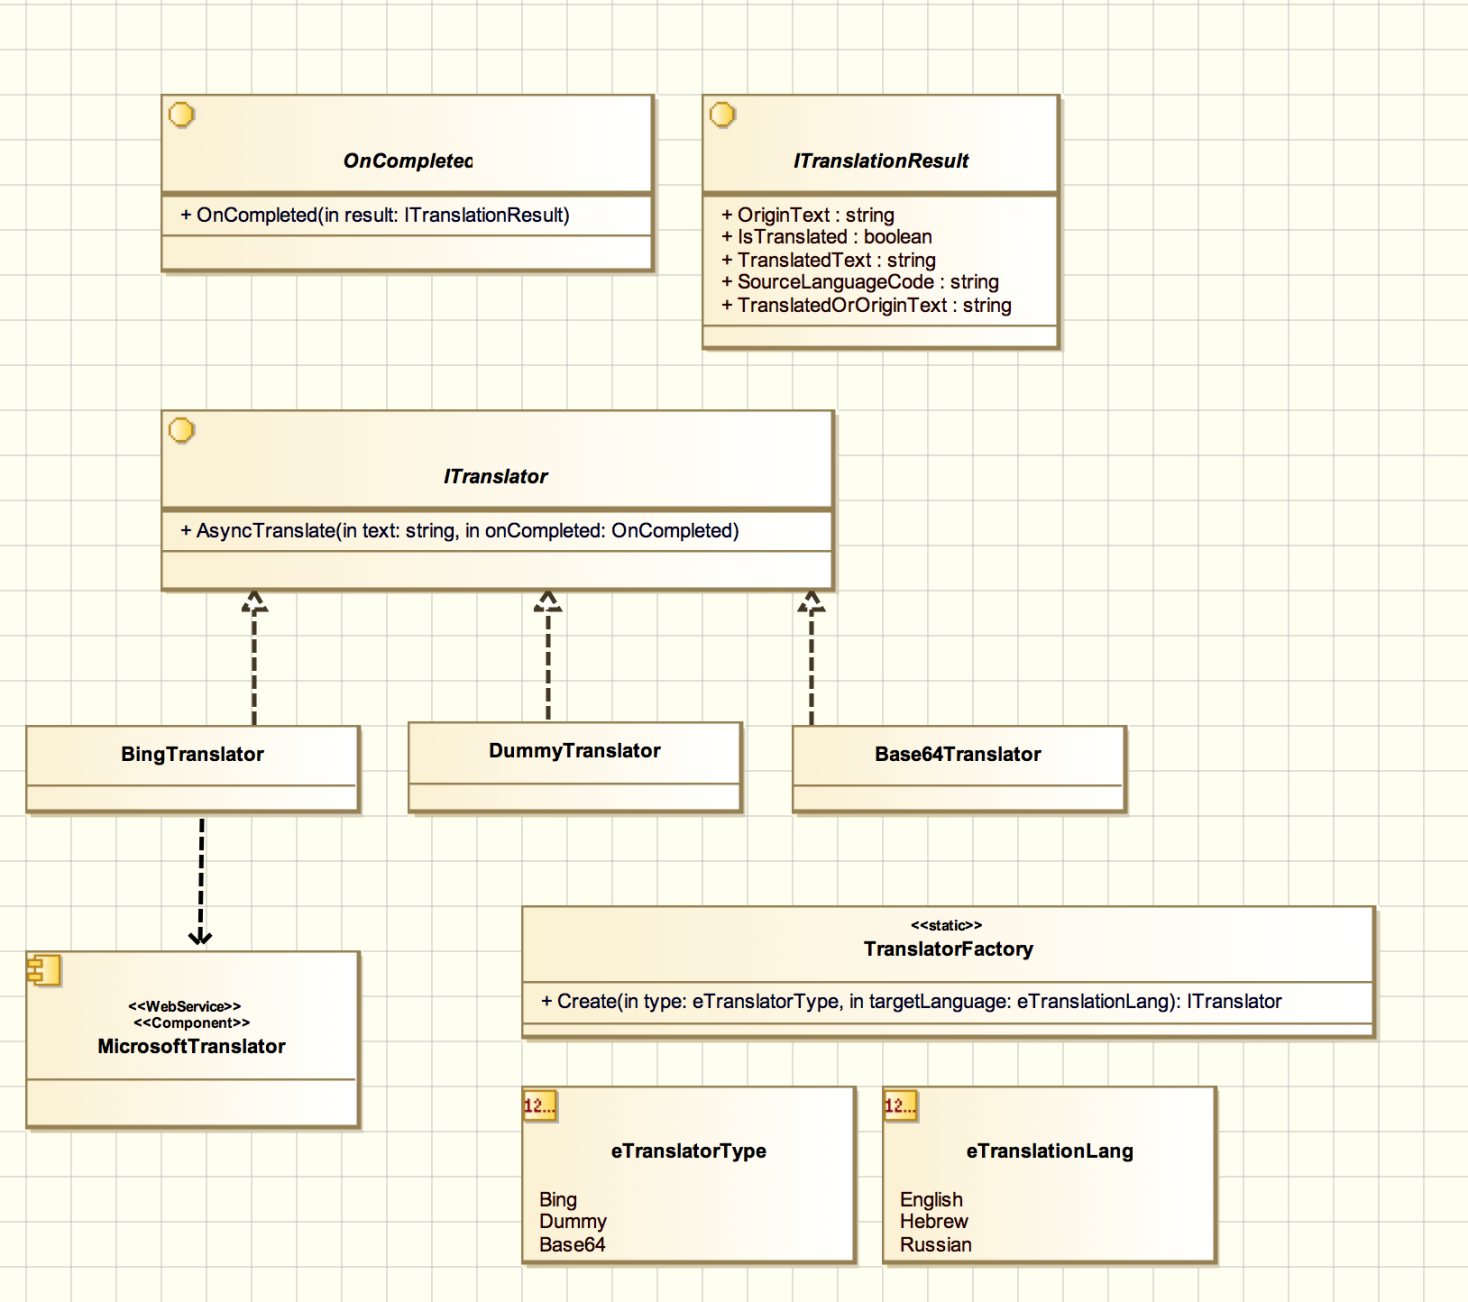 OnCompleted
+ OnCompleted(in result: ITranslationResult)
ITranslationResult
+ OriginText : string
+ IsTranslated : boolean
+ TranslatedText : string
+ SourceLanguageCode : string
+ TranslatedOrOriginText : string
ITranslator
+ AsyncTranslate(in text: string, in onCompleted: OnCompleted)
BingTranslator
DummyTranslator
Base64Translator
<<WebService>>
<<Component>>
MicrosoftTranslator
<<static>>
TranslatorFactory
+ Create(in type: eTranslatorType, in targetLanguage: eTranslationLang): ITranslator
12...
eTranslatorType
Bing
Dummy
Base64
12...
eTranslationLang
English
Hebrew
Russian